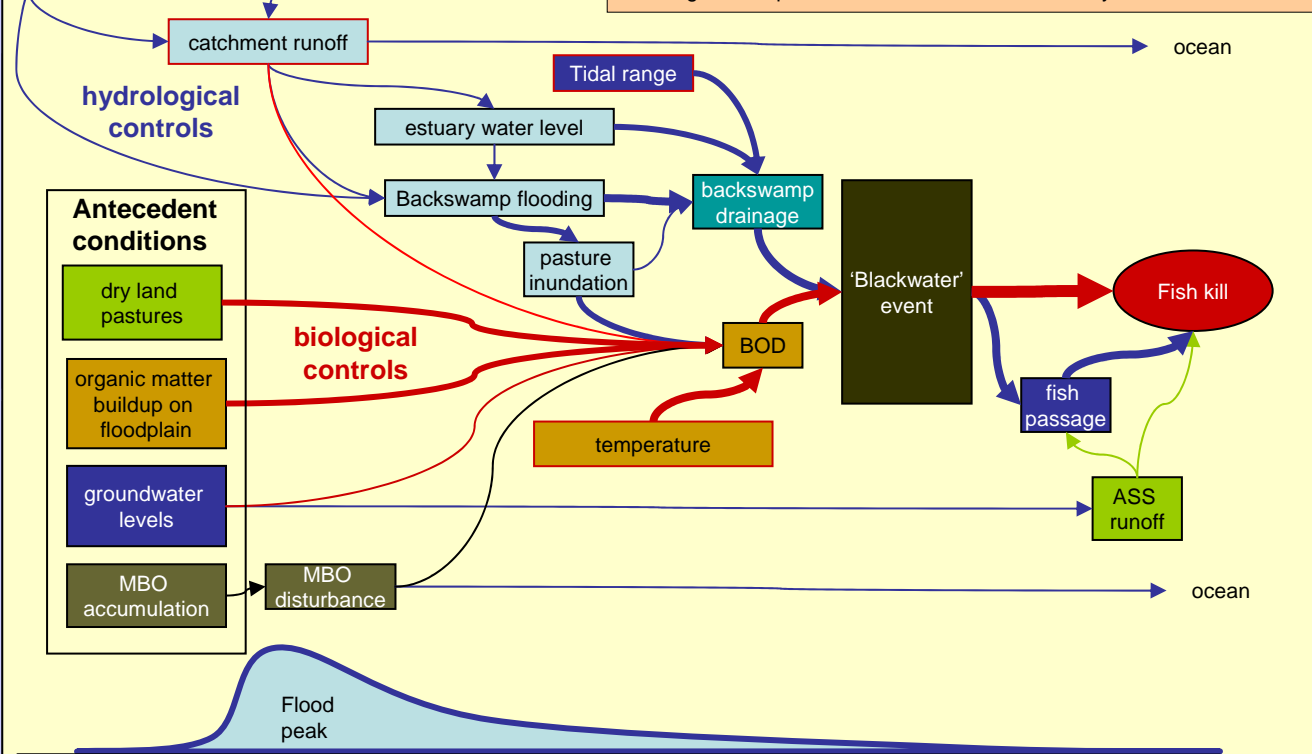 catchment runoff
ocean
Tidal range
hydrological
controls
estuary water level
Backswamp flooding
backswamp
drainage
Antecedent
conditions
pasture
inundation
dry land
pastures
'Blackwater'
event
Fish kill
biological
controls
BOD
organic matter
buildup on
floodplain
fish
passage
temperature
groundwater
levels
ASS
runoff
MBO
accumulation
MBO
disturbance
ocean
Flood
peak